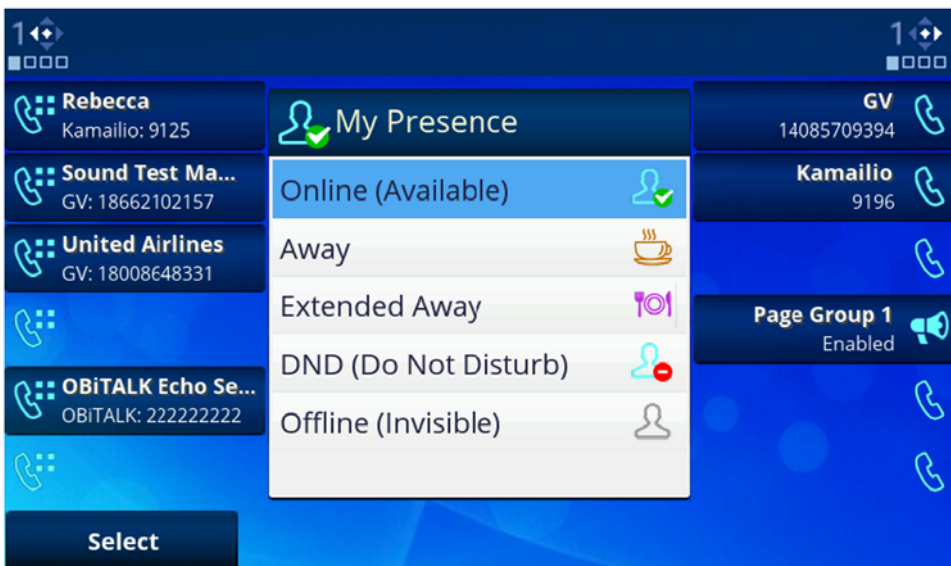 1
1
Rebecca
Kamailio: 9125
Sound Test Ma...
GV: 18662102157
United Airlines
GV: 18008648331
OBiTALK Echo Se...
OBiTALK: 222222222
My Presence
Online (Available)
Away
Extended Away
DND (Do Not Disturb)
Offline (Invisible)
GV
14085709394
Kamailio
9196
Page Group 1
Enabled
Select